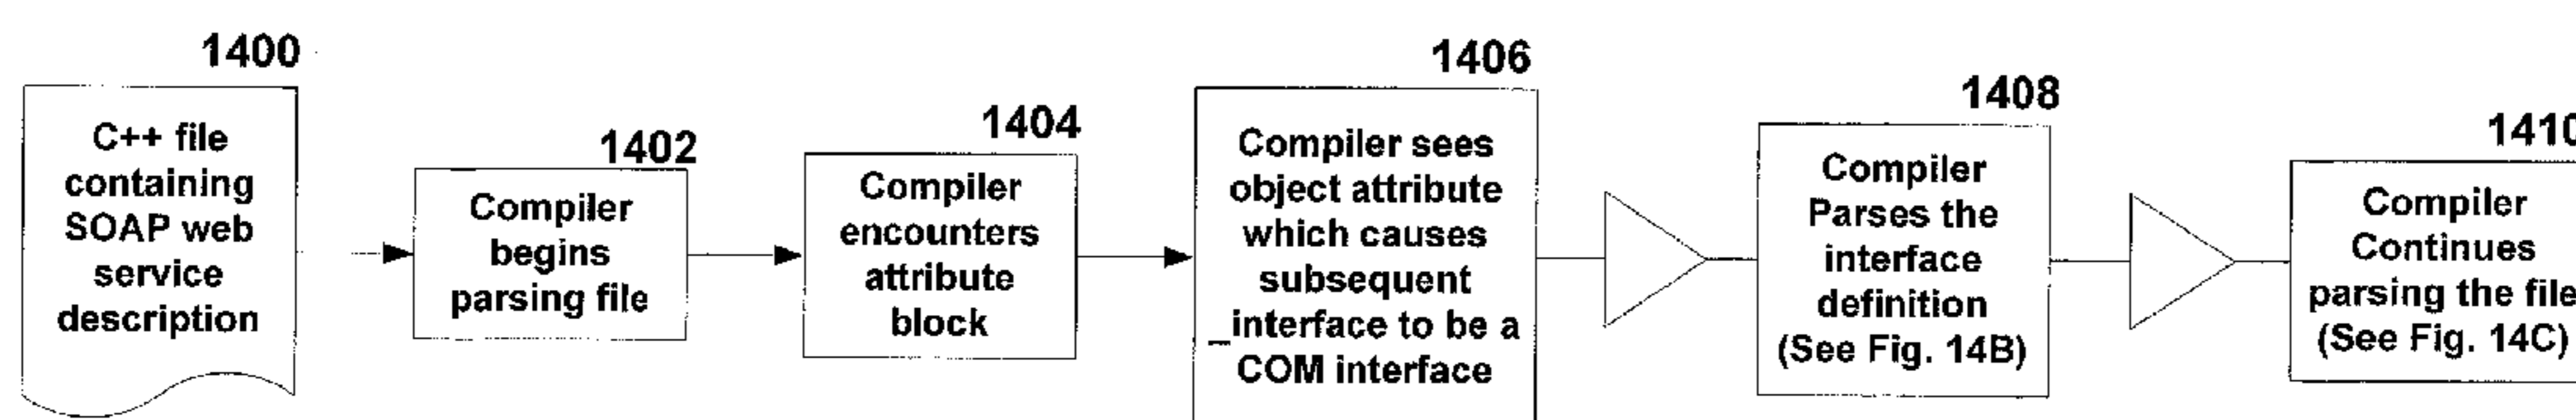 1400
C++ file
containing
SOAP web
service
description
1402
Compiler
begins
parsing file
1404
Compiler
encounters
attribute
block
1406
Compiler sees
object attribute
which causes
subsequent
_interface to be a
COM interface
1408
Compiler
Parses the
interface
definition
(See Fig. 14B)
1410
Compiler
Continues
parsing the file
(See Fig. 14C)